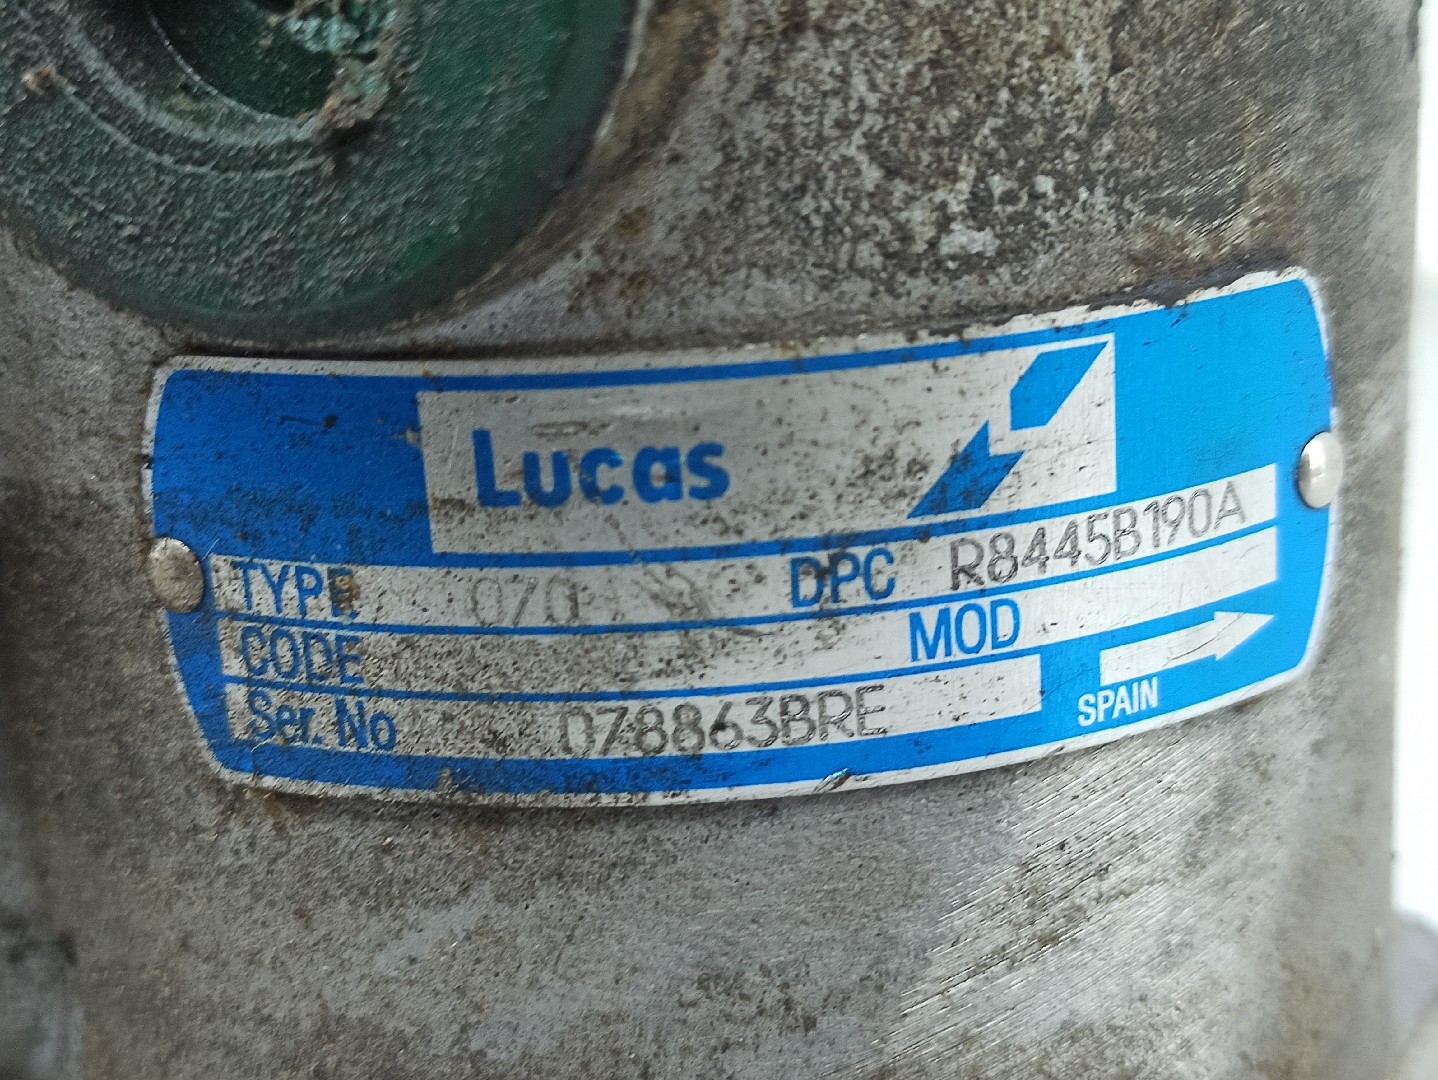 Lucas
TYPE 070 DPC R8445B190A
CODE MOD
Ser. No 078863BRE
SPAIN